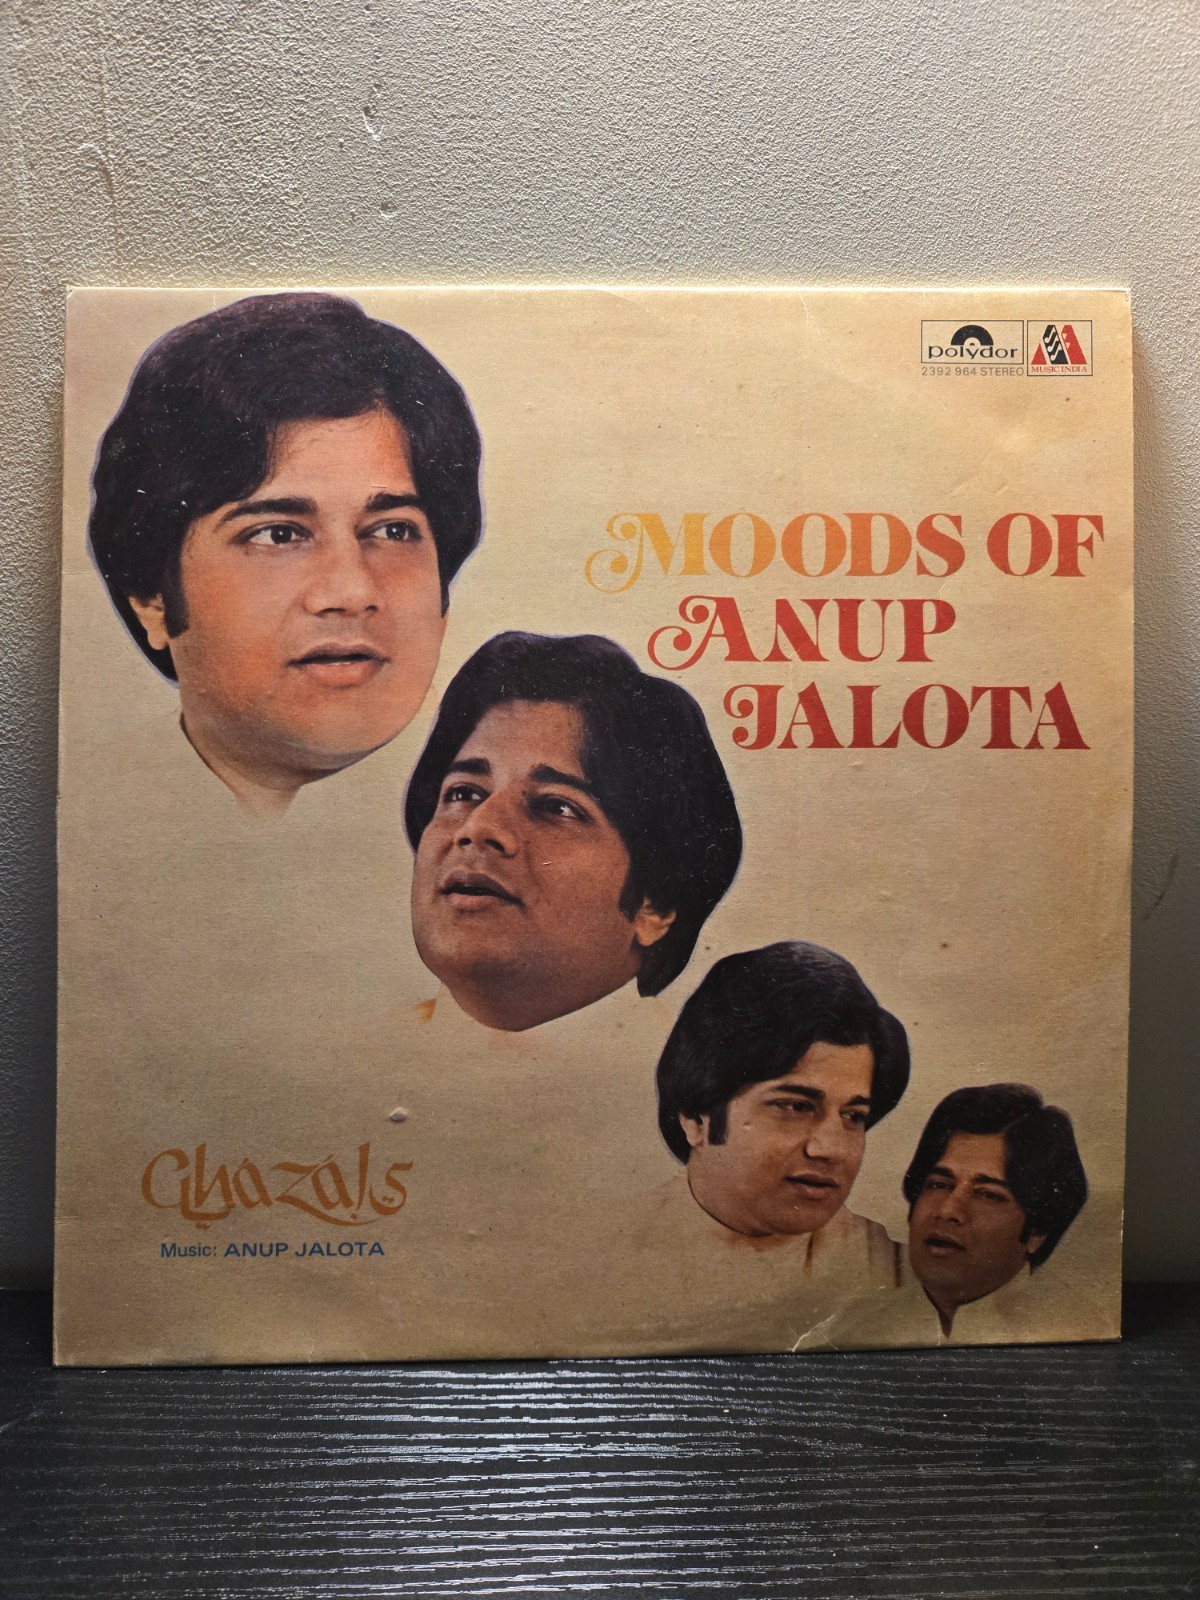 polydor
2392 964 STEREO
MUSIC INDIA
MOODS OF
ANUP
JALOTA
Ghazals
Music: ANUP JALOTA